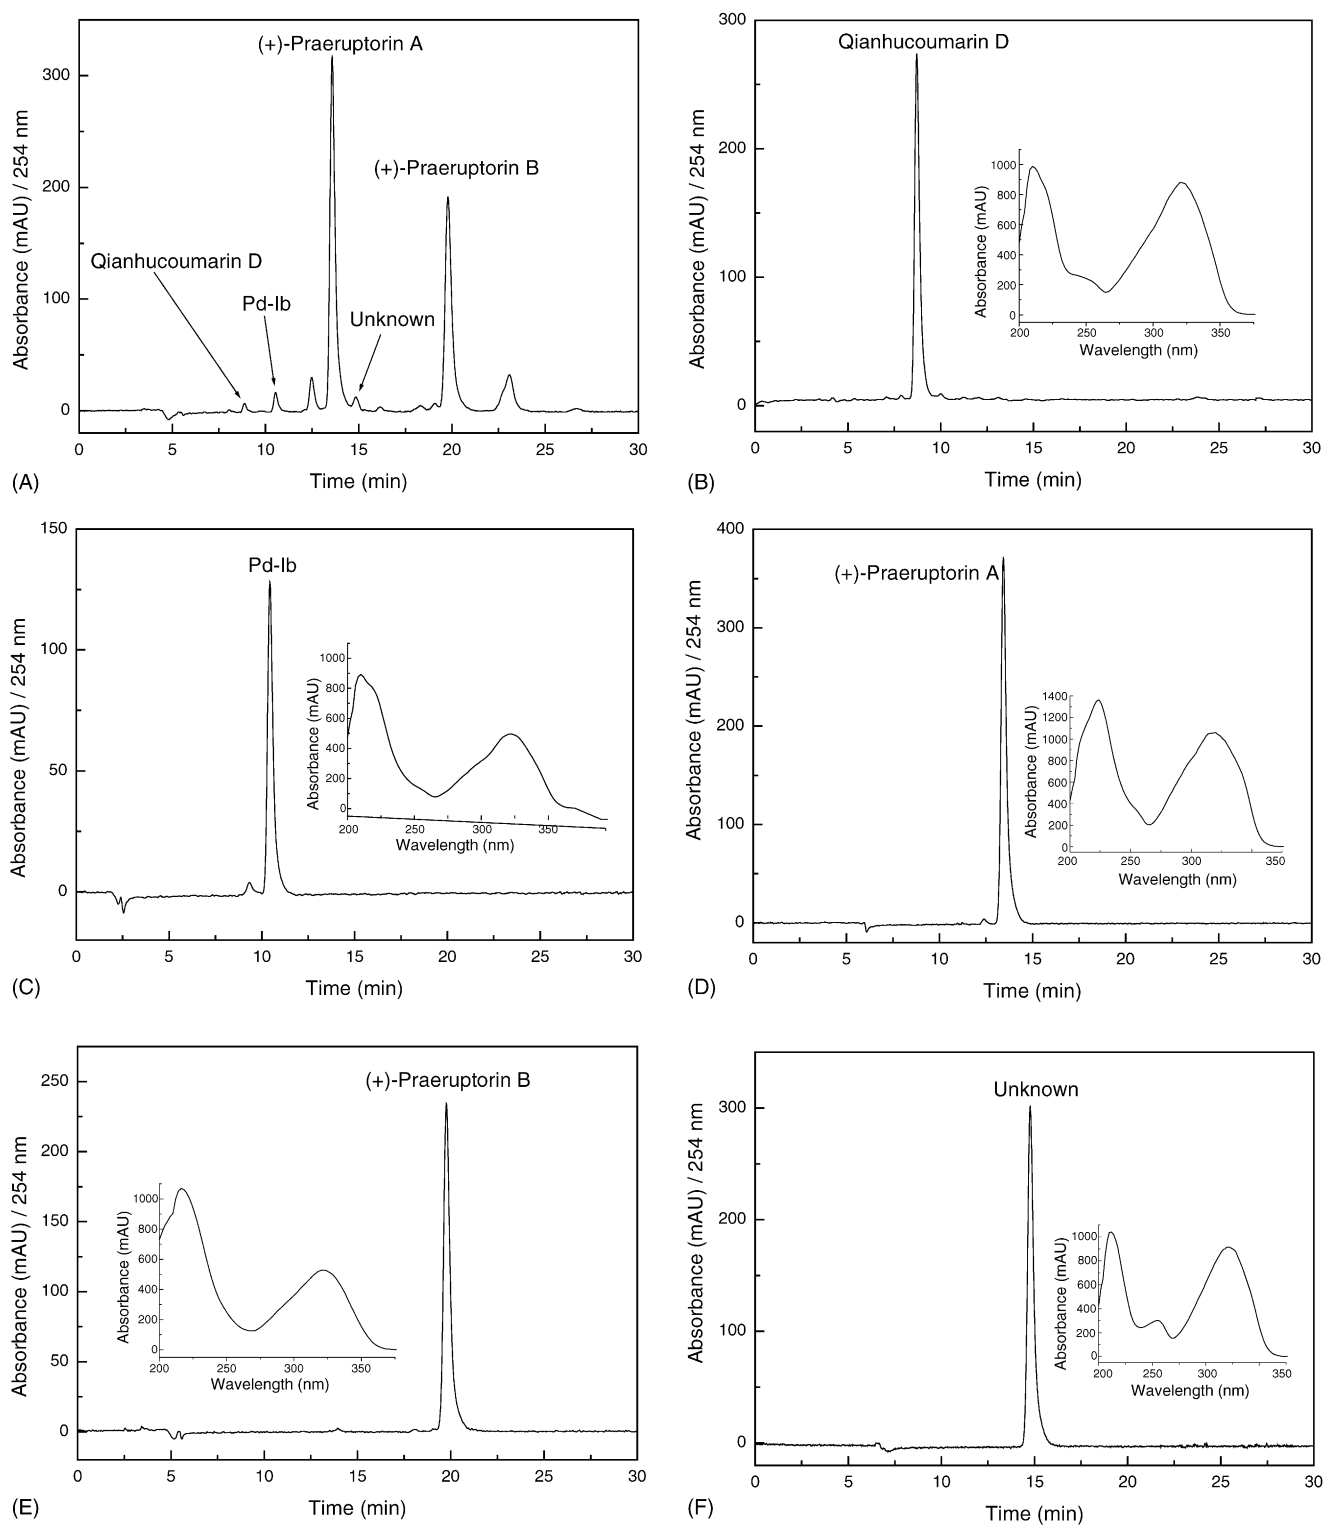 (+)-Praeruptorin A
300
(+)-Praeruptorin B
200
Qianhucoumarin D
Pd-Ib
Unknown
100
0
Absorbance (mAU) / 254 nm
0 5 10 15 20 25 30
Time (min)
(A)
300
Qianhucoumarin D
200
100
0
Absorbance (mAU) / 254 nm
1000
800
600
400
200
0
Absorbance (mAU)
200 250 300 350
Wavelength (nm)
0 5 10 15 20 25 30
Time (min)
(B)
150
Pd-Ib
100
50
0
Absorbance (mAU) / 254 nm
1000
800
600
400
200
0
Absorbance (mAU)
200 250 300 350
Wavelength (nm)
0 5 10 15 20 25 30
Time (min)
(C)
400
(+)-Praeruptorin A
300
200
100
0
Absorbance (mAU) / 254 nm
1400
1200
1000
800
600
400
200
0
Absorbance (mAU)
200 250 300 350
Wavelength (nm)
0 5 10 15 20 25 30
Time (min)
(D)
(+)-Praeruptorin B
250
200
150
100
50
0
Absorbance (mAU) / 254 nm
1000
800
600
400
200
0
Absorbance (mAU)
200 250 300 350
Wavelength (nm)
0 5 10 15 20 25 30
Time (min)
(E)
Unknown
300
200
100
0
Absorbance (mAU) / 254 nm
1000
800
600
400
200
0
Absorbance (mAU)
200 250 300 350
Wavelength (nm)
0 5 10 15 20 25 30
Time (min)
(F)